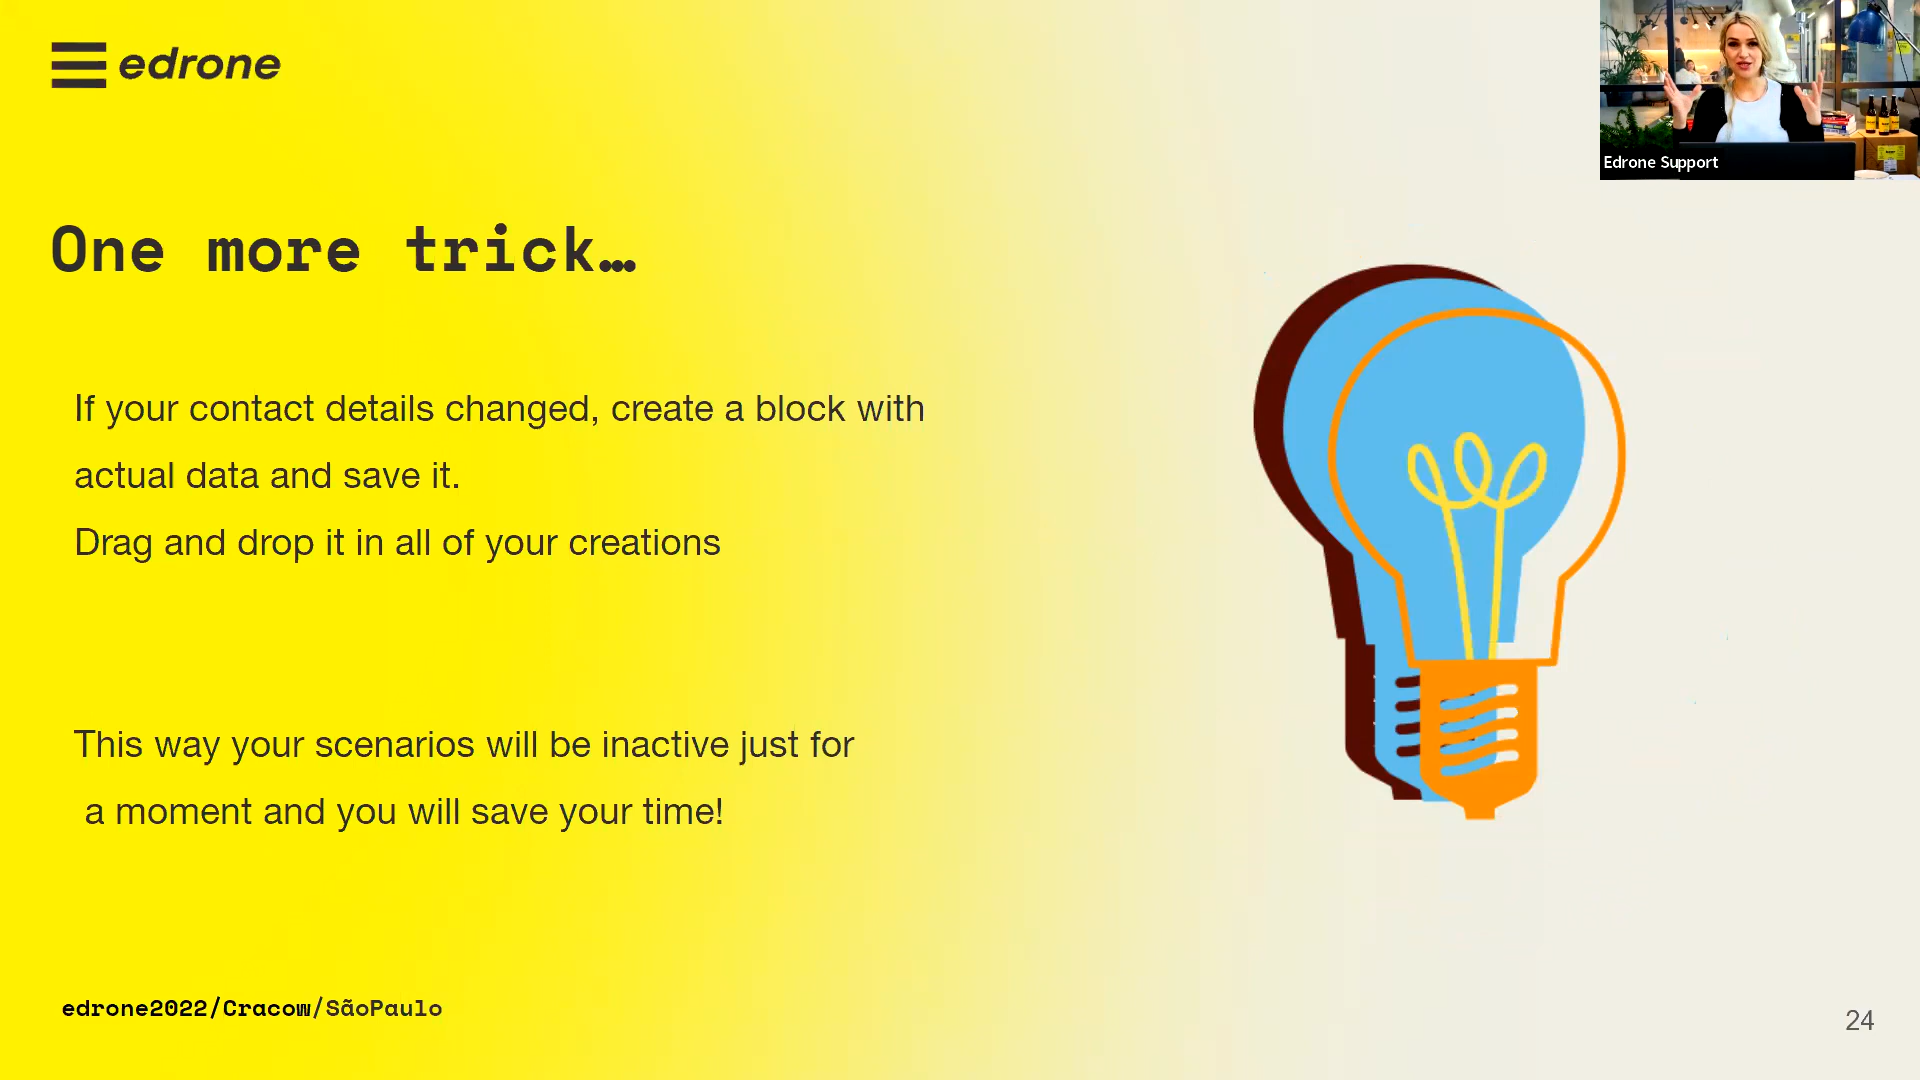 edrone
Edrone Support
One more trick…
If your contact details changed, create a block with
actual data and save it.
Drag and drop it in all of your creations
This way your scenarios will be inactive just for
a moment and you will save your time!
edrone2022/Cracow/SãoPaulo
24